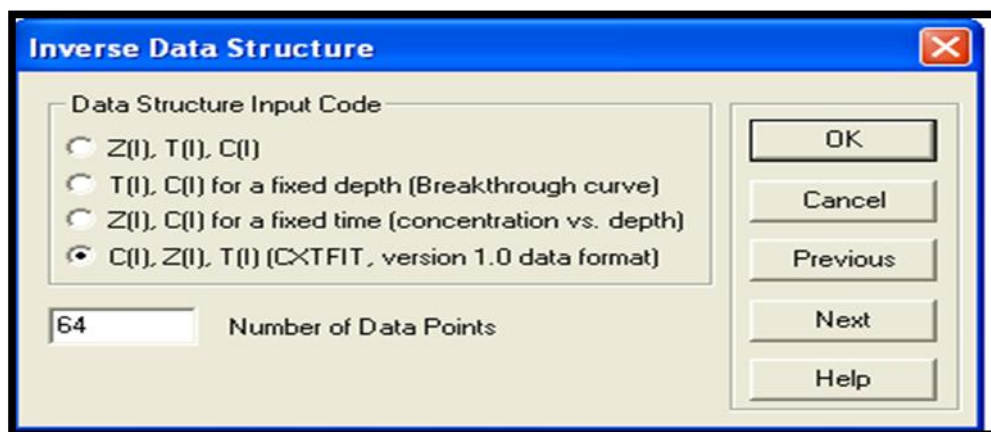 Inverse Data Structure
Data Structure Input Code
Z(I), T(I), C(I)
T(I), C(I) for a fixed depth (Breakthrough curve)
Z(I), C(I) for a fixed time (concentration vs. depth)
C(I), Z(I), T(I) (CXTFIT, version 1.0 data format)
64 Number of Data Points
OK
Cancel
Previous
Next
Help